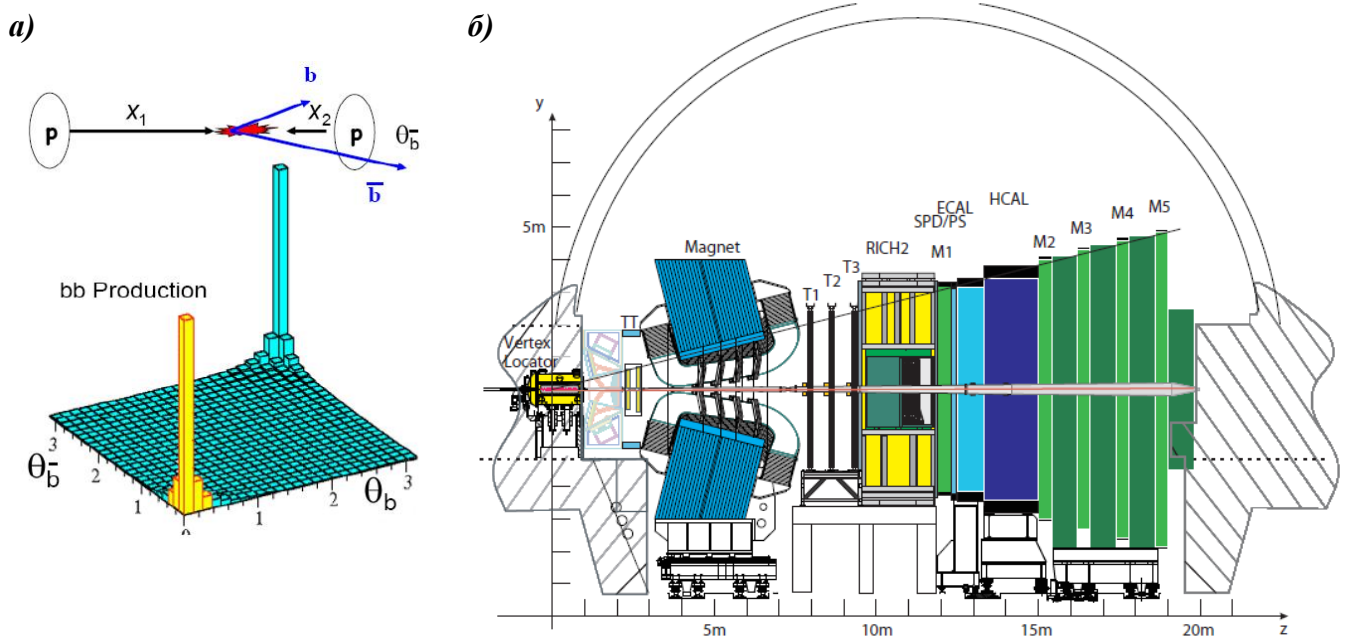 а)
b
x₁
x₂
p
p
θb̅
b̅
bb Production
3
2
1
0
1
2
3
θb̅
θb
б)
y
5m
Magnet
Vertex
Locator
TT
T1
T2
T3
RICH2
M1
SPD/PS
ECAL
HCAL
M2
M3
M4
M5
5m
10m
15m
20m
z